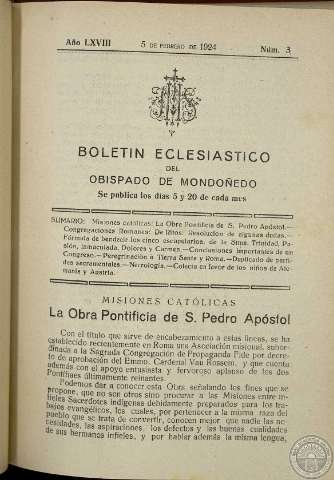 Año LXVIII 5 DE FEBRERO DE 1924 Núm. 3
BOLETIN ECLESIASTICO
DEL
OBISPADO DE MONDOÑEDO
Se publica los días 5 y 20 de cada mes
SUMARIO: Misiones católicas: La Obra Pontificia de S. Pedro Apóstol.—
Congregaciones Romanas: De Ritos: Resolución de algunas dudas.—
Fórmula de bendecir los cinco escapularios, de la Sma. Trinidad, Pa-
sión, Inmaculada, Dolores y Carmen.—Conclusiones importantes de un
Congreso.—Peregrinación a Tierra Santa y Roma.—Duplicado de parti-
das sacramentales.—Necrología.—Colecta en favor de los niños de Ale-
mania y Austria.
MISIONES CATÓLICAS
La Obra Pontificia de S. Pedro Apóstol
Con el título que sirve de encabezamiento a estas líneas, se ha
establecido recientemente en Roma una Asociación misional, subor-
dinada a la Sagrada Congregación de Propaganda Fide por decre-
to de aprobación del Emmo. Cardenal Van Rossem, y que cuenta
además con el apoyo entusiasta y fervoroso aplauso de los dos
Pontífices últimamente reinantes.
Podemos dar a conocer esta Obra, señalando los fines que se
propone, que no son otros sino procurar a las Misiones entre in-
fieles Sacerdotes indígenas debidamente preparados para los tra-
bajos evangélicos, los cuales, por pertenecer a la misma raza del
pueblo que se trata de convertir, conocen mejor que nadie las ne-
cesidades, las aspiraciones, los defectos y las buenas cualidades
de sus hermanos infieles, y por hablar además la misma lengua,